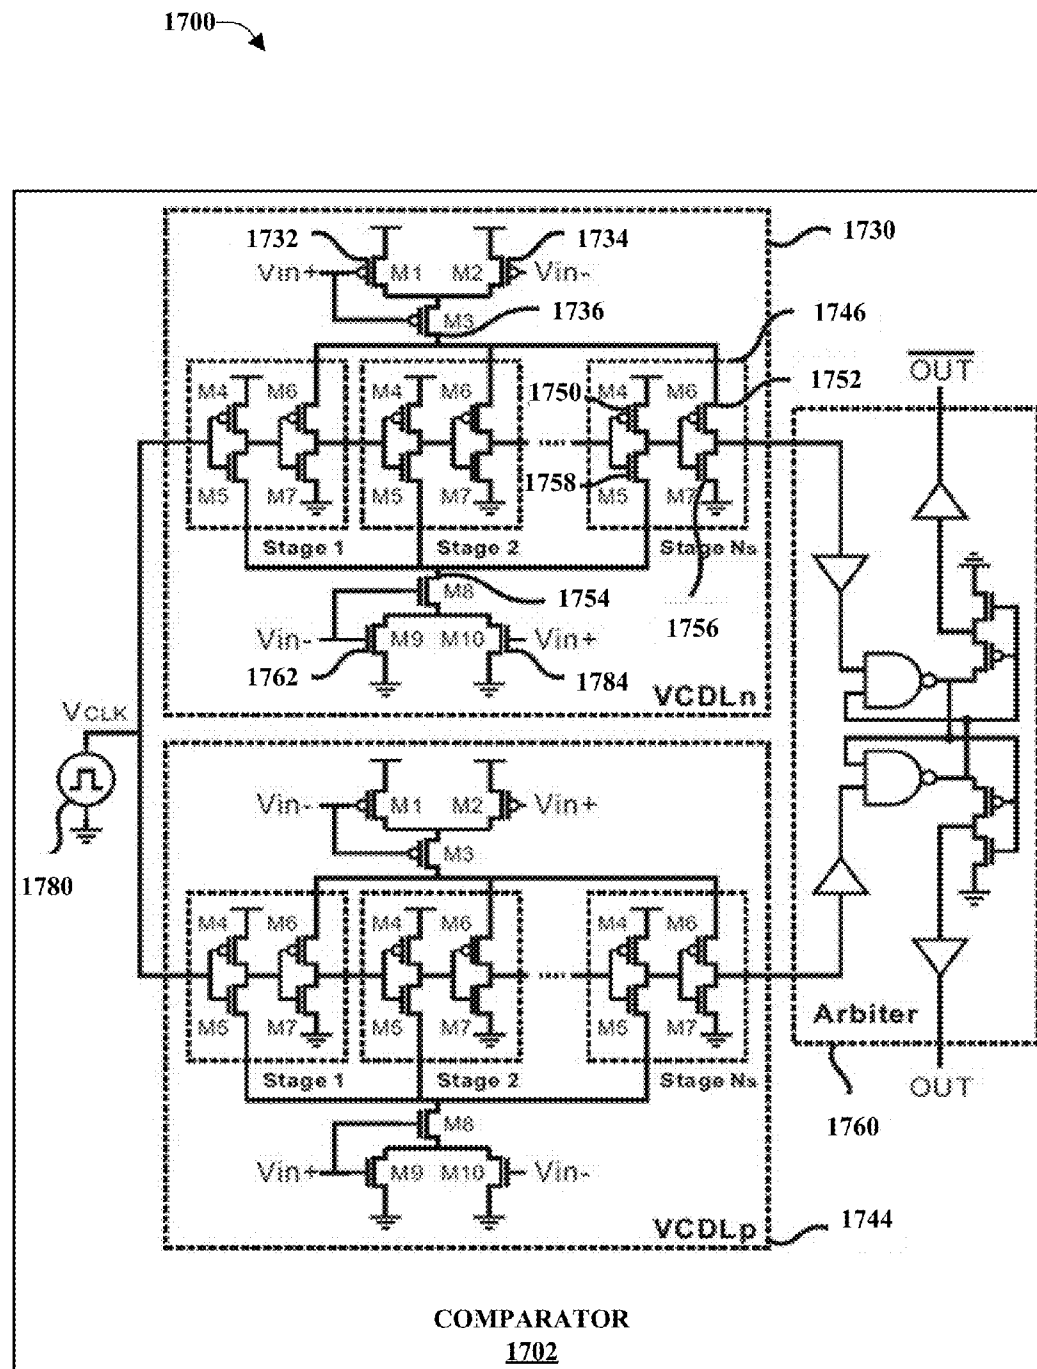 1700
1732
1734
1730
Vin+
M1
M2
Vin-
M3
1736
1746
M4
M6
M4
M6
1750
M4
M6
1752
OUT
M5
M7
M5
M7
1758
M5
M7
Stage 1
Stage 2
Stage Ns
M8
1754
1756
Vin-
M9
M10
Vin+
1762
1784
VCDLn
VCLK
1780
Vin-
M1
M2
Vin+
M3
M4
M6
M4
M6
M4
M6
M5
M7
M5
M7
M5
M7
Arbiter
Stage 1
Stage 2
Stage Ns
OUT
M8
1760
Vin+
M9
M10
Vin-
VCDLp
1744
COMPARATOR
1702